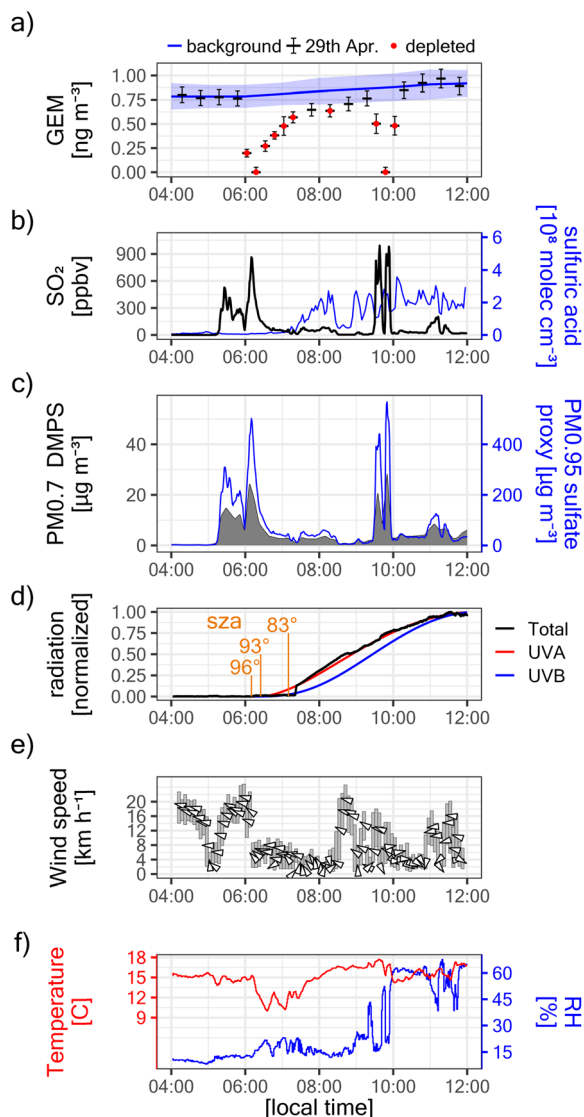 a)
background 29th Apr. depleted
GEM
[ng m⁻³]
1.00
0.75
0.50
0.25
0.00
04:00 06:00 08:00 10:00 12:00
b)
SO₂
[ppbv]
900
600
300
0
6
4
2
0
sulfuric acid
[10⁸ molec cm⁻³]
04:00 06:00 08:00 10:00 12:00
c)
PM0.7 DMPS
[µg m⁻³]
40
20
0
400
200
0
PM0.95 sulfate
proxy [µg m⁻³]
04:00 06:00 08:00 10:00 12:00
d)
radiation
[normalized]
1.00
0.75
0.50
0.25
0.00
sza
96°
93°
83°
Total
UVA
UVB
04:00 06:00 08:00 10:00 12:00
e)
Wind speed
[km h⁻¹]
20
16
12
8
4
0
04:00 06:00 08:00 10:00 12:00
f)
Temperature
[C]
18
15
12
9
60
45
30
15
RH
[%]
04:00 06:00 08:00 10:00 12:00
[local time]